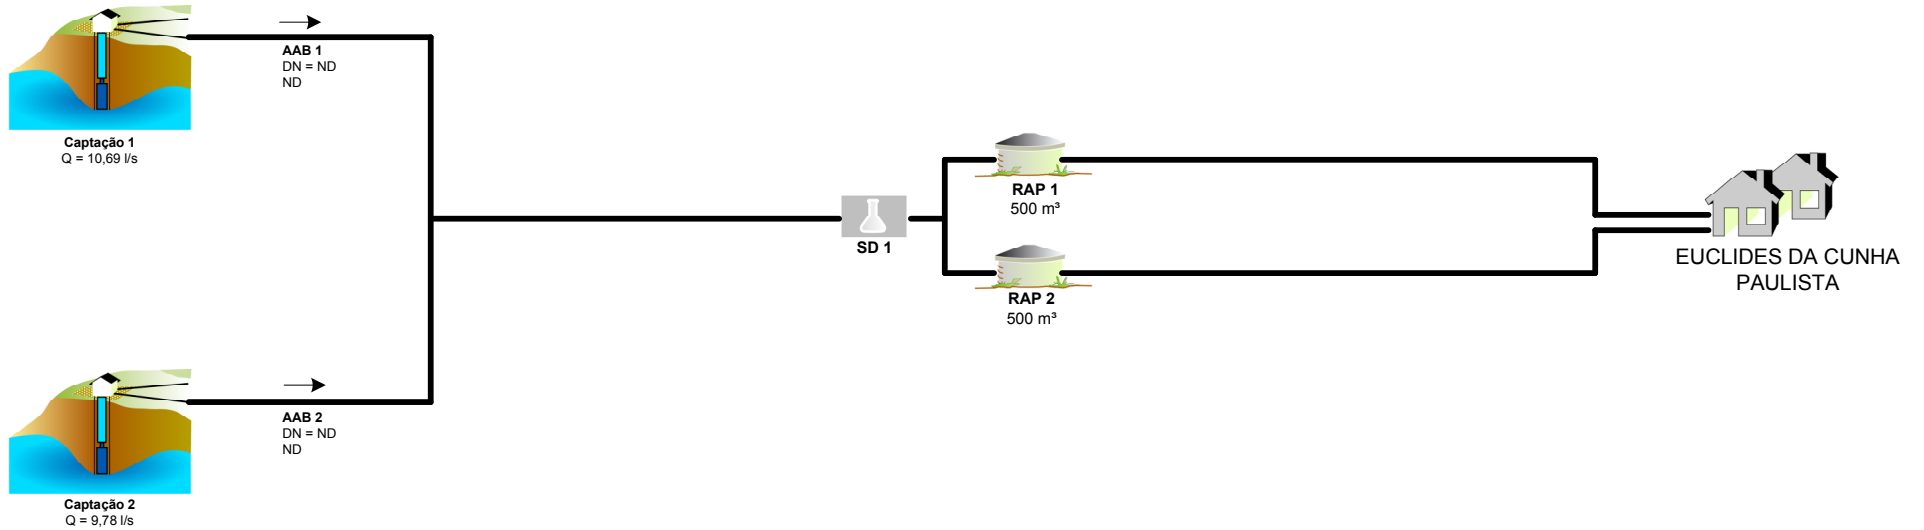 AAB 1
DN = ND
ND
Captação 1
Q = 10,69 l/s
RAP 1
500 m³
SD 1
RAP 2
500 m³
EUCLIDES DA CUNHA
PAULISTA
AAB 2
DN = ND
ND
Captação 2
Q = 9,78 l/s